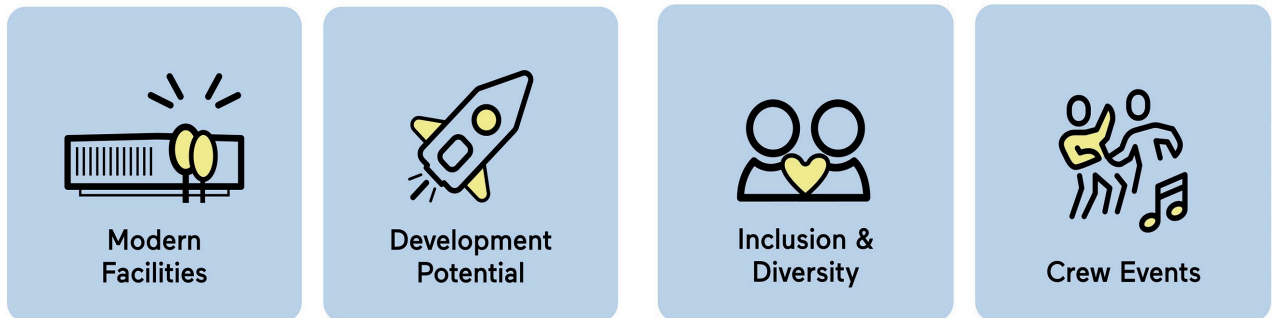 Modern
Facilities
Development
Potential
Inclusion &
Diversity
Crew Events